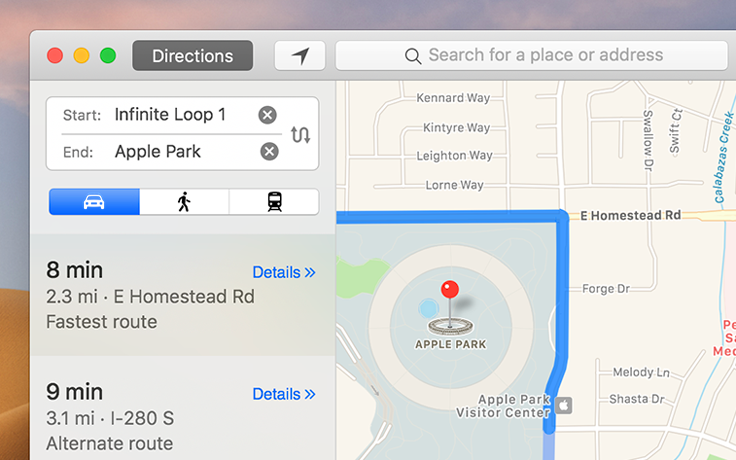 Directions
Search for a place or address
Start: Infinite Loop 1
End: Apple Park
8 min
Details »
2.3 mi · E Homestead Rd
Fastest route
9 min
Details »
3.1 mi · I-280 S
Alternate route
Kennard Way
Kintyre Way
Leighton Way
Lorne Way
Swallow Dr
Swift Ct
Calabazas Creek
E Homestead Rd
Forge Dr
APPLE PARK
Melody Ln
Shasta Dr
Apple Park
Visitor Center